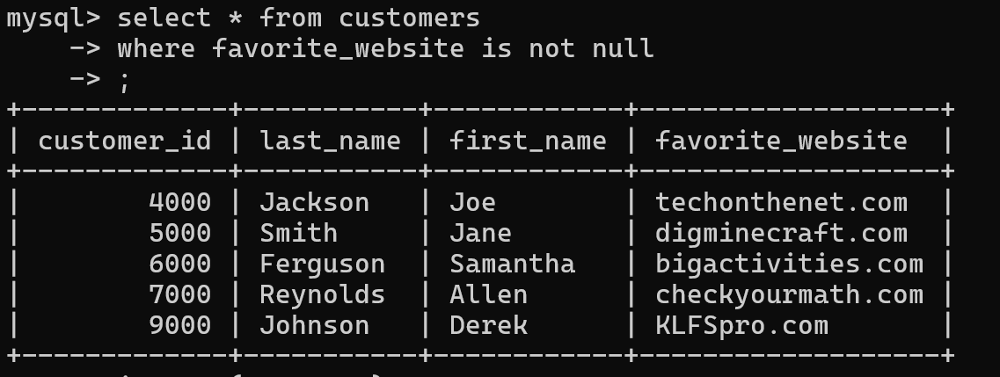 mysql> select * from customers
    -> where favorite_website is not null
    -> ;
+-------------+-----------+------------+-------------------+
| customer_id | last_name | first_name | favorite_website  |
+-------------+-----------+------------+-------------------+
|        4000 | Jackson   | Joe        | techonthenet.com  |
|        5000 | Smith     | Jane       | digminecraft.com  |
|        6000 | Ferguson  | Samantha   | bigactivities.com |
|        7000 | Reynolds  | Allen      | checkyourmath.com |
|        9000 | Johnson   | Derek      | KLFSpro.com       |
+-------------+-----------+------------+-------------------+